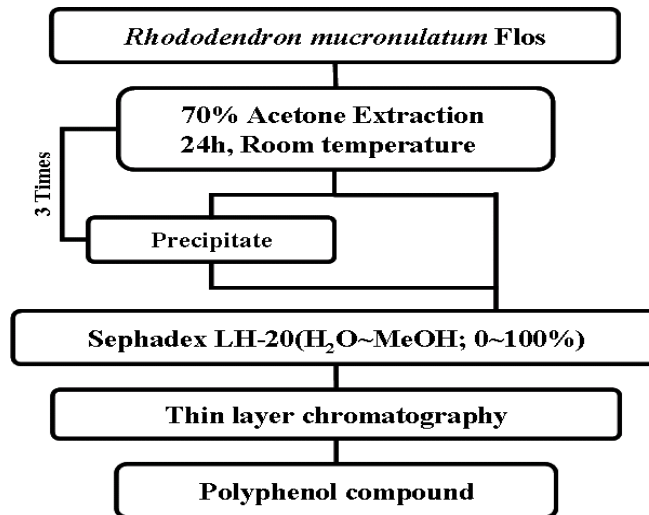 Rhododendron mucronulatum Flos
70% Acetone Extraction
24h, Room temperature
3 Times
Precipitate
Sephadex LH-20(H₂O~MeOH; 0~100%)
Thin layer chromatography
Polyphenol compound